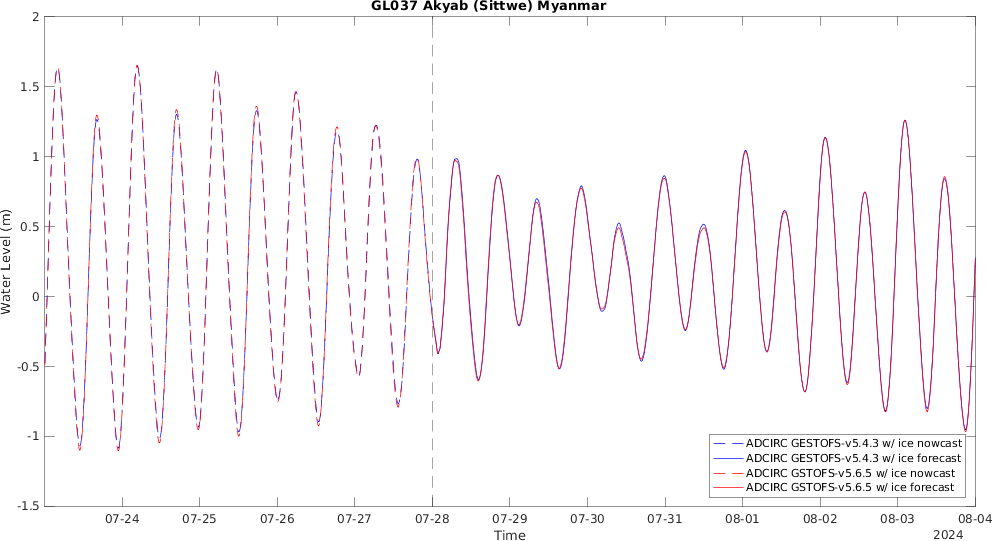 GL037 Akyab (Sittwe) Myanmar
2
1.5
1
0.5
0
-0.5
-1
-1.5
Water Level (m)
07-24 07-25 07-26 07-27 07-28 07-29 07-30 07-31 08-01 08-02 08-03 08-04
Time
2024
ADCIRC GESTOFS-v5.4.3 w/ ice nowcast
ADCIRC GESTOFS-v5.4.3 w/ ice forecast
ADCIRC GSTOFS-v5.6.5 w/ ice nowcast
ADCIRC GSTOFS-v5.6.5 w/ ice forecast